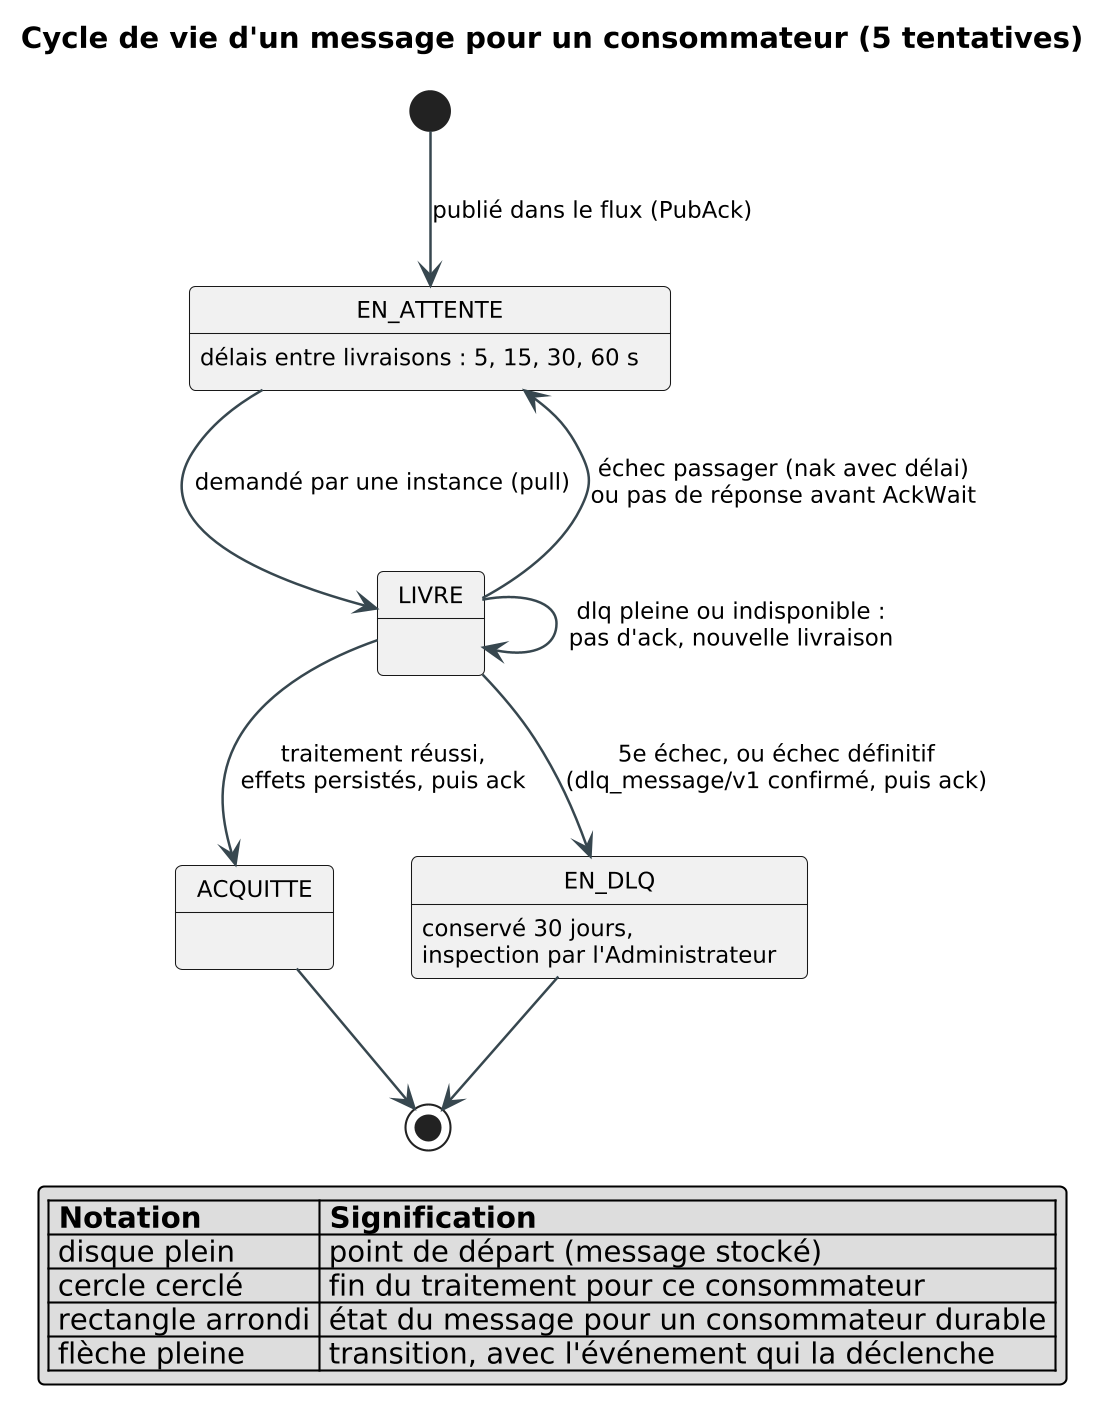 Cycle de vie d'un message pour un consommateur (5 tentatives)
publié dans le flux (PubAck)
EN_ATTENTE
délais entre livraisons : 5, 15, 30, 60 s
demandé par une instance (pull)
échec passager (nak avec délai)
ou pas de réponse avant AckWait
LIVRE
dlq pleine ou indisponible :
pas d'ack, nouvelle livraison
traitement réussi,
effets persistés, puis ack
5e échec, ou échec définitif
(dlq_message/v1 confirmé, puis ack)
ACQUITTE
EN_DLQ
conservé 30 jours,
inspection par l'Administrateur
Notation Signification
disque plein point de départ (message stocké)
cercle cerclé fin du traitement pour ce consommateur
rectangle arrondi état du message pour un consommateur durable
flèche pleine transition, avec l'événement qui la déclenche